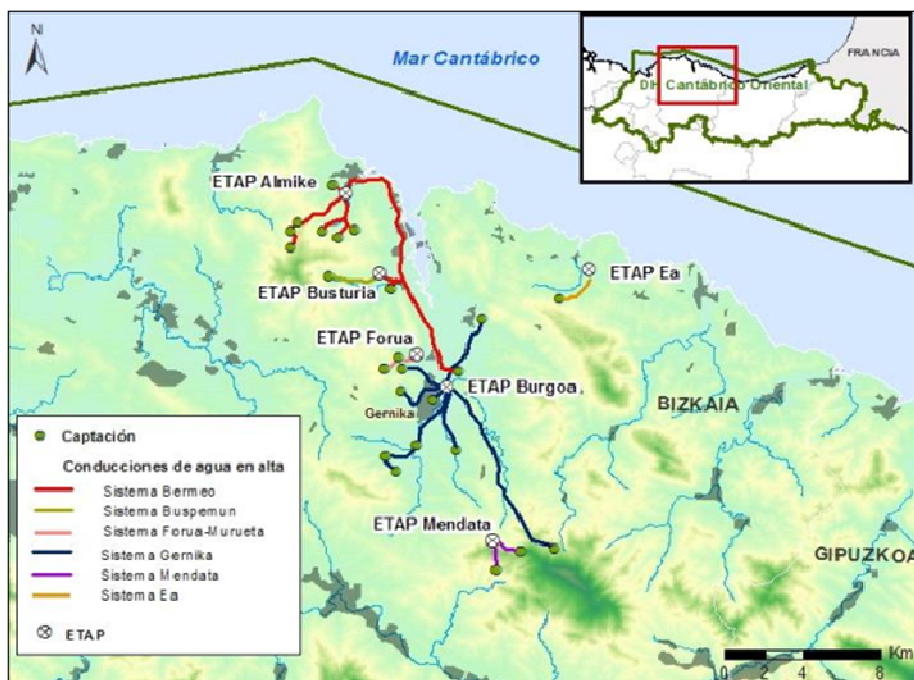 N
Mar Cantábrico
FRANCIA
DH Cantábrico Oriental
ETAP Almike
ETAP Ea
ETAP Busturia
ETAP Forua
ETAP Burgoa
BIZKAIA
Gernika
Captación
Conducciones de agua en alta
Sistema Bermeo
Sistema Buspemun
Sistema Forua-Murueta
Sistema Gernika
Sistema Mendata
Sistema Ea
ETAP
ETAP Mendata
GIPUZKOA
Km
0 2 4 8